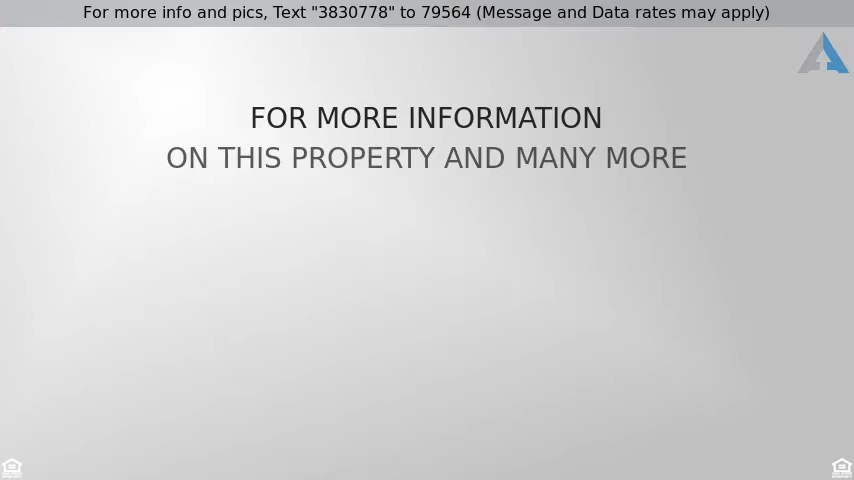 For more info and pics, Text "3830778" to 79564 (Message and Data rates may apply)
FOR MORE INFORMATION
ON THIS PROPERTY AND MANY MORE